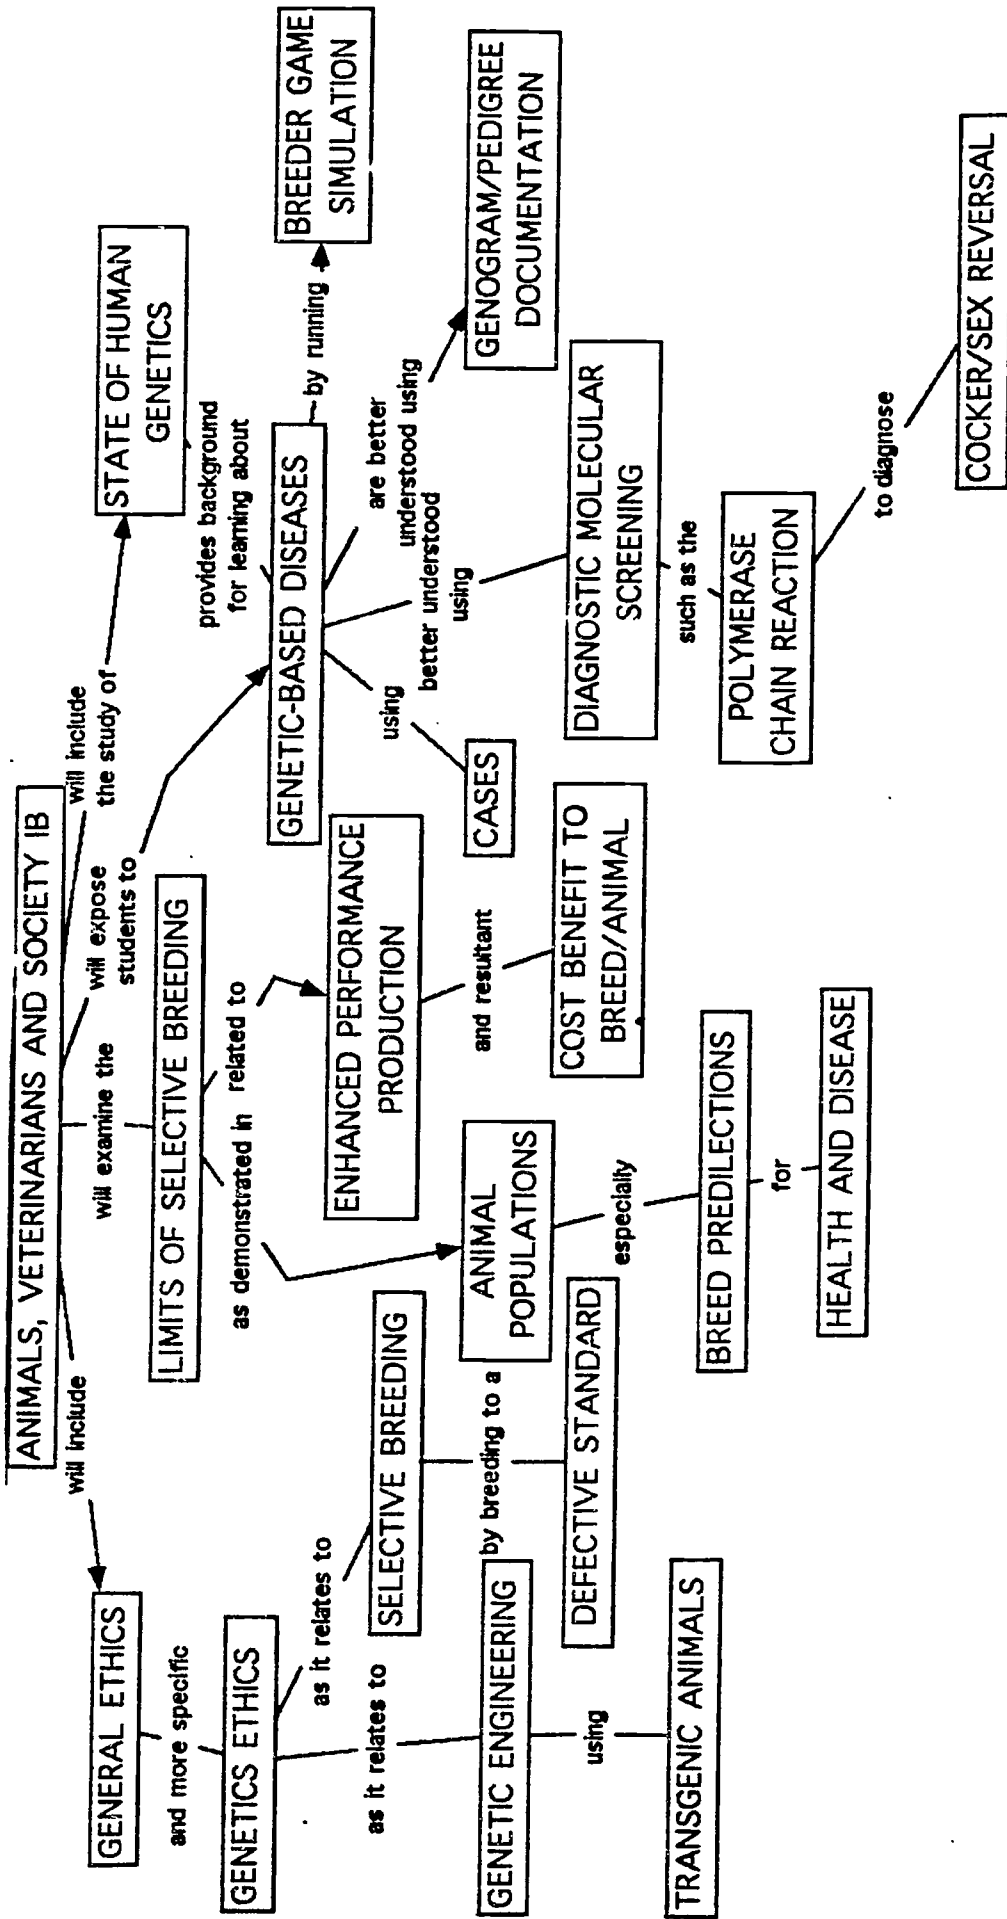 ANIMALS, VETERINARIANS AND SOCIETY IB
will include
will examine the
will expose
students to
will include
the study of
GENERAL ETHICS
LIMITS OF SELECTIVE BREEDING
STATE OF HUMAN
GENETICS
and more specific
GENETICS ETHICS
as demonstrated in
related to
provides background
for learning about
GENETIC-BASED DISEASES
by running
BREEDER GAME
SIMULATION
as it relates to
as it relates to
SELECTIVE BREEDING
ENHANCED PERFORMANCE
PRODUCTION
using
better understood
using
are better
understood using
GENETIC ENGINEERING
by breeding to a
ANIMAL
POPULATIONS
and resultant
CASES
GENOGRAM/PEDIGREE
DOCUMENTATION
using
DEFECTIVE STANDARD
especially
COST BENEFIT TO
BREED/ANIMAL
DIAGNOSTIC MOLECULAR
SCREENING
TRANSGENIC ANIMALS
BREED PREDILECTIONS
such as the
for
POLYMERASE
CHAIN REACTION
HEALTH AND DISEASE
to diagnose
COCKER/SEX REVERSAL